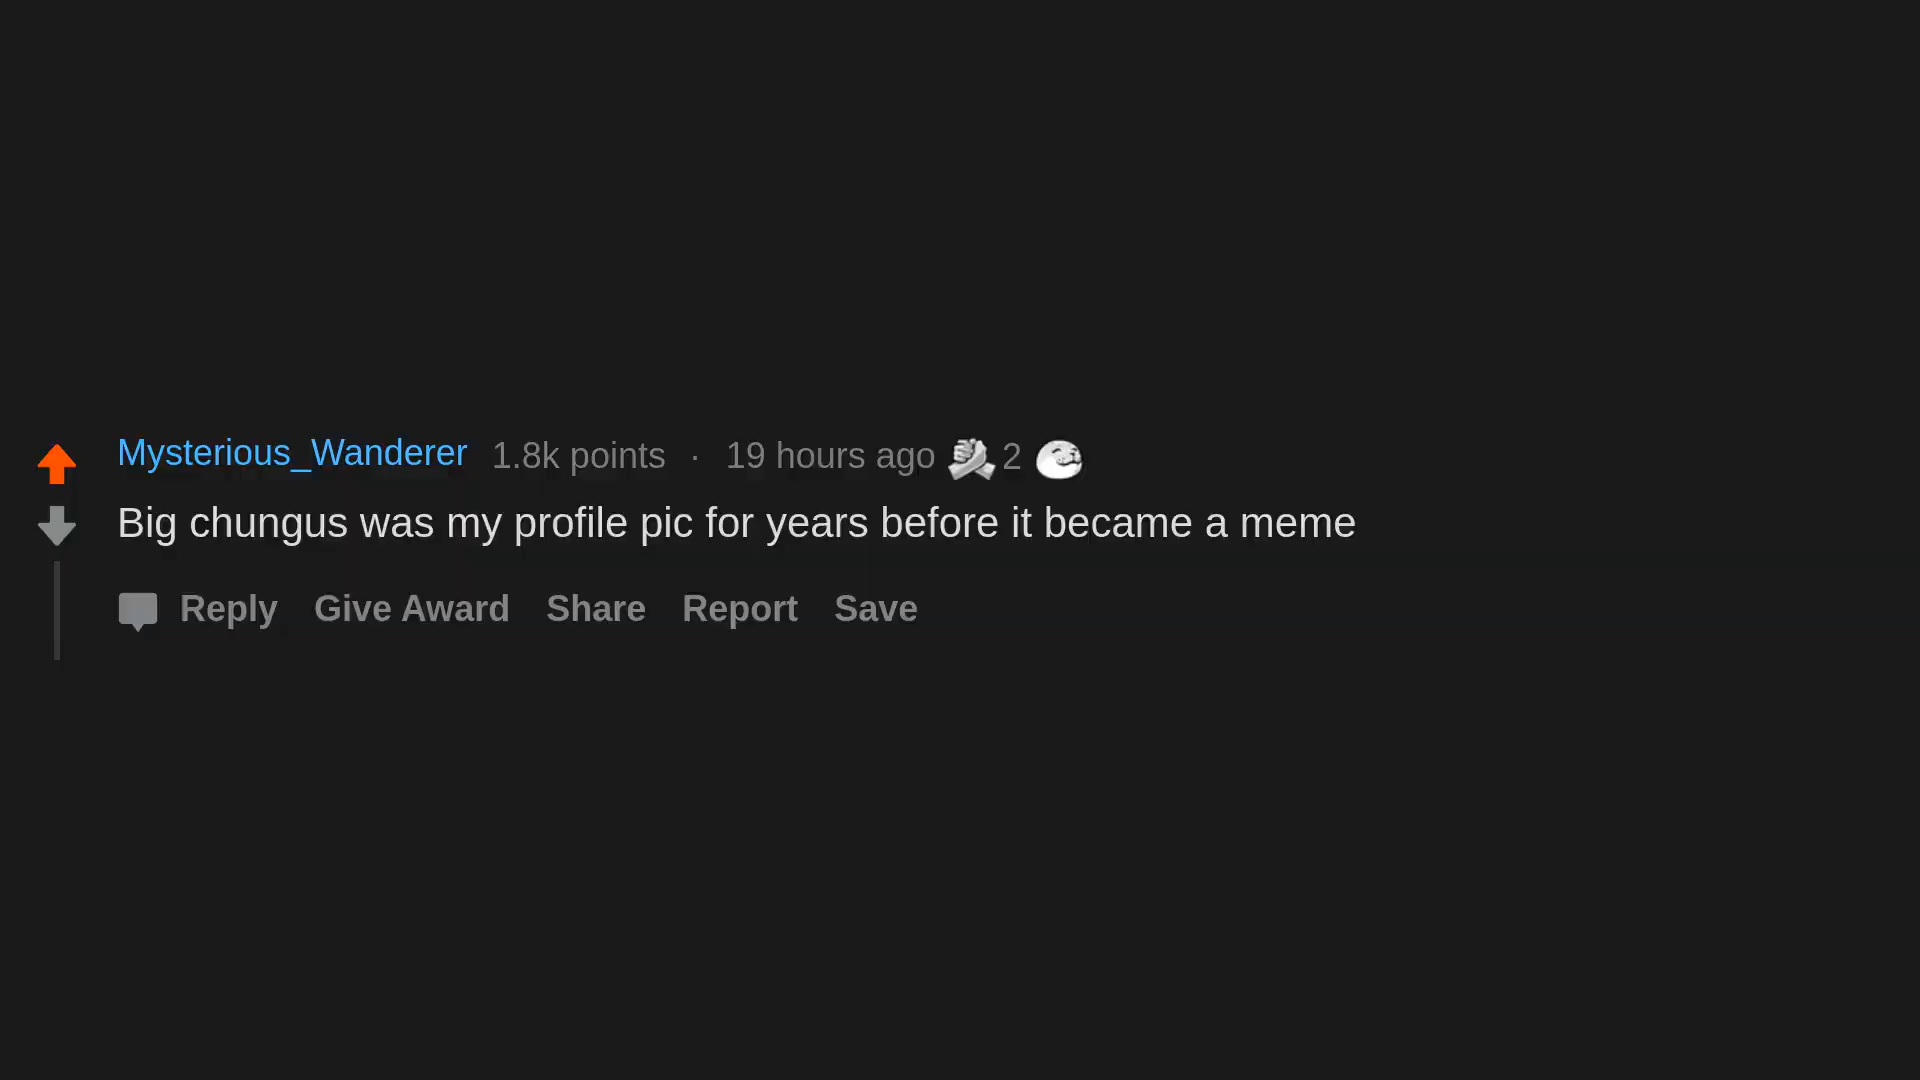 Mysterious_Wanderer 1.8k points · 19 hours ago 2
Big chungus was my profile pic for years before it became a meme
Reply Give Award Share Report Save